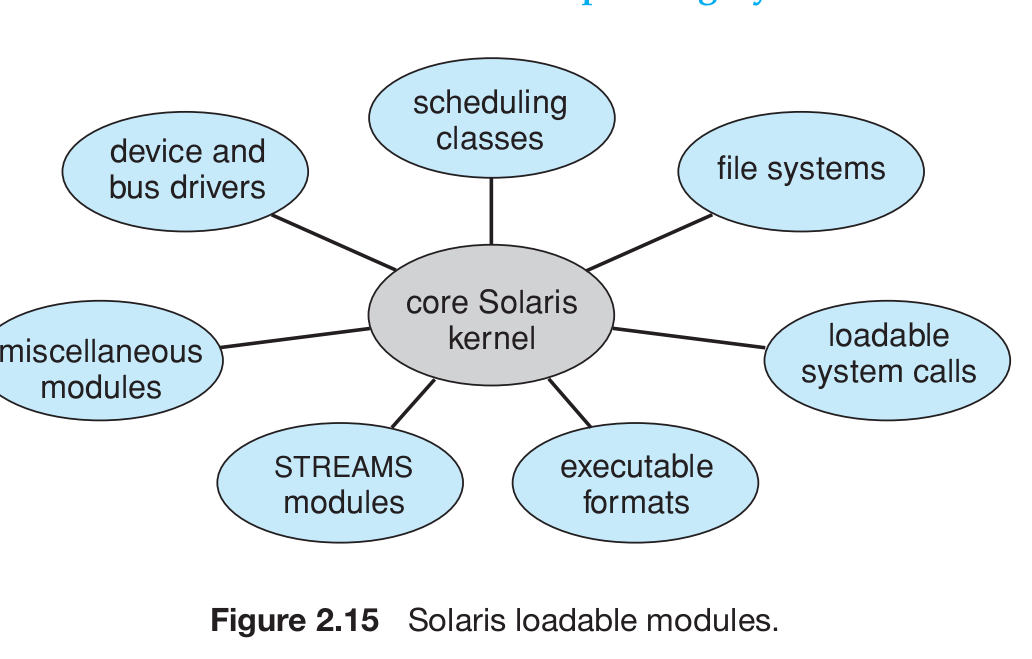 scheduling
classes
device and
bus drivers
file systems
core Solaris
kernel
miscellaneous
modules
loadable
system calls
STREAMS
modules
executable
formats
Figure 2.15 Solaris loadable modules.